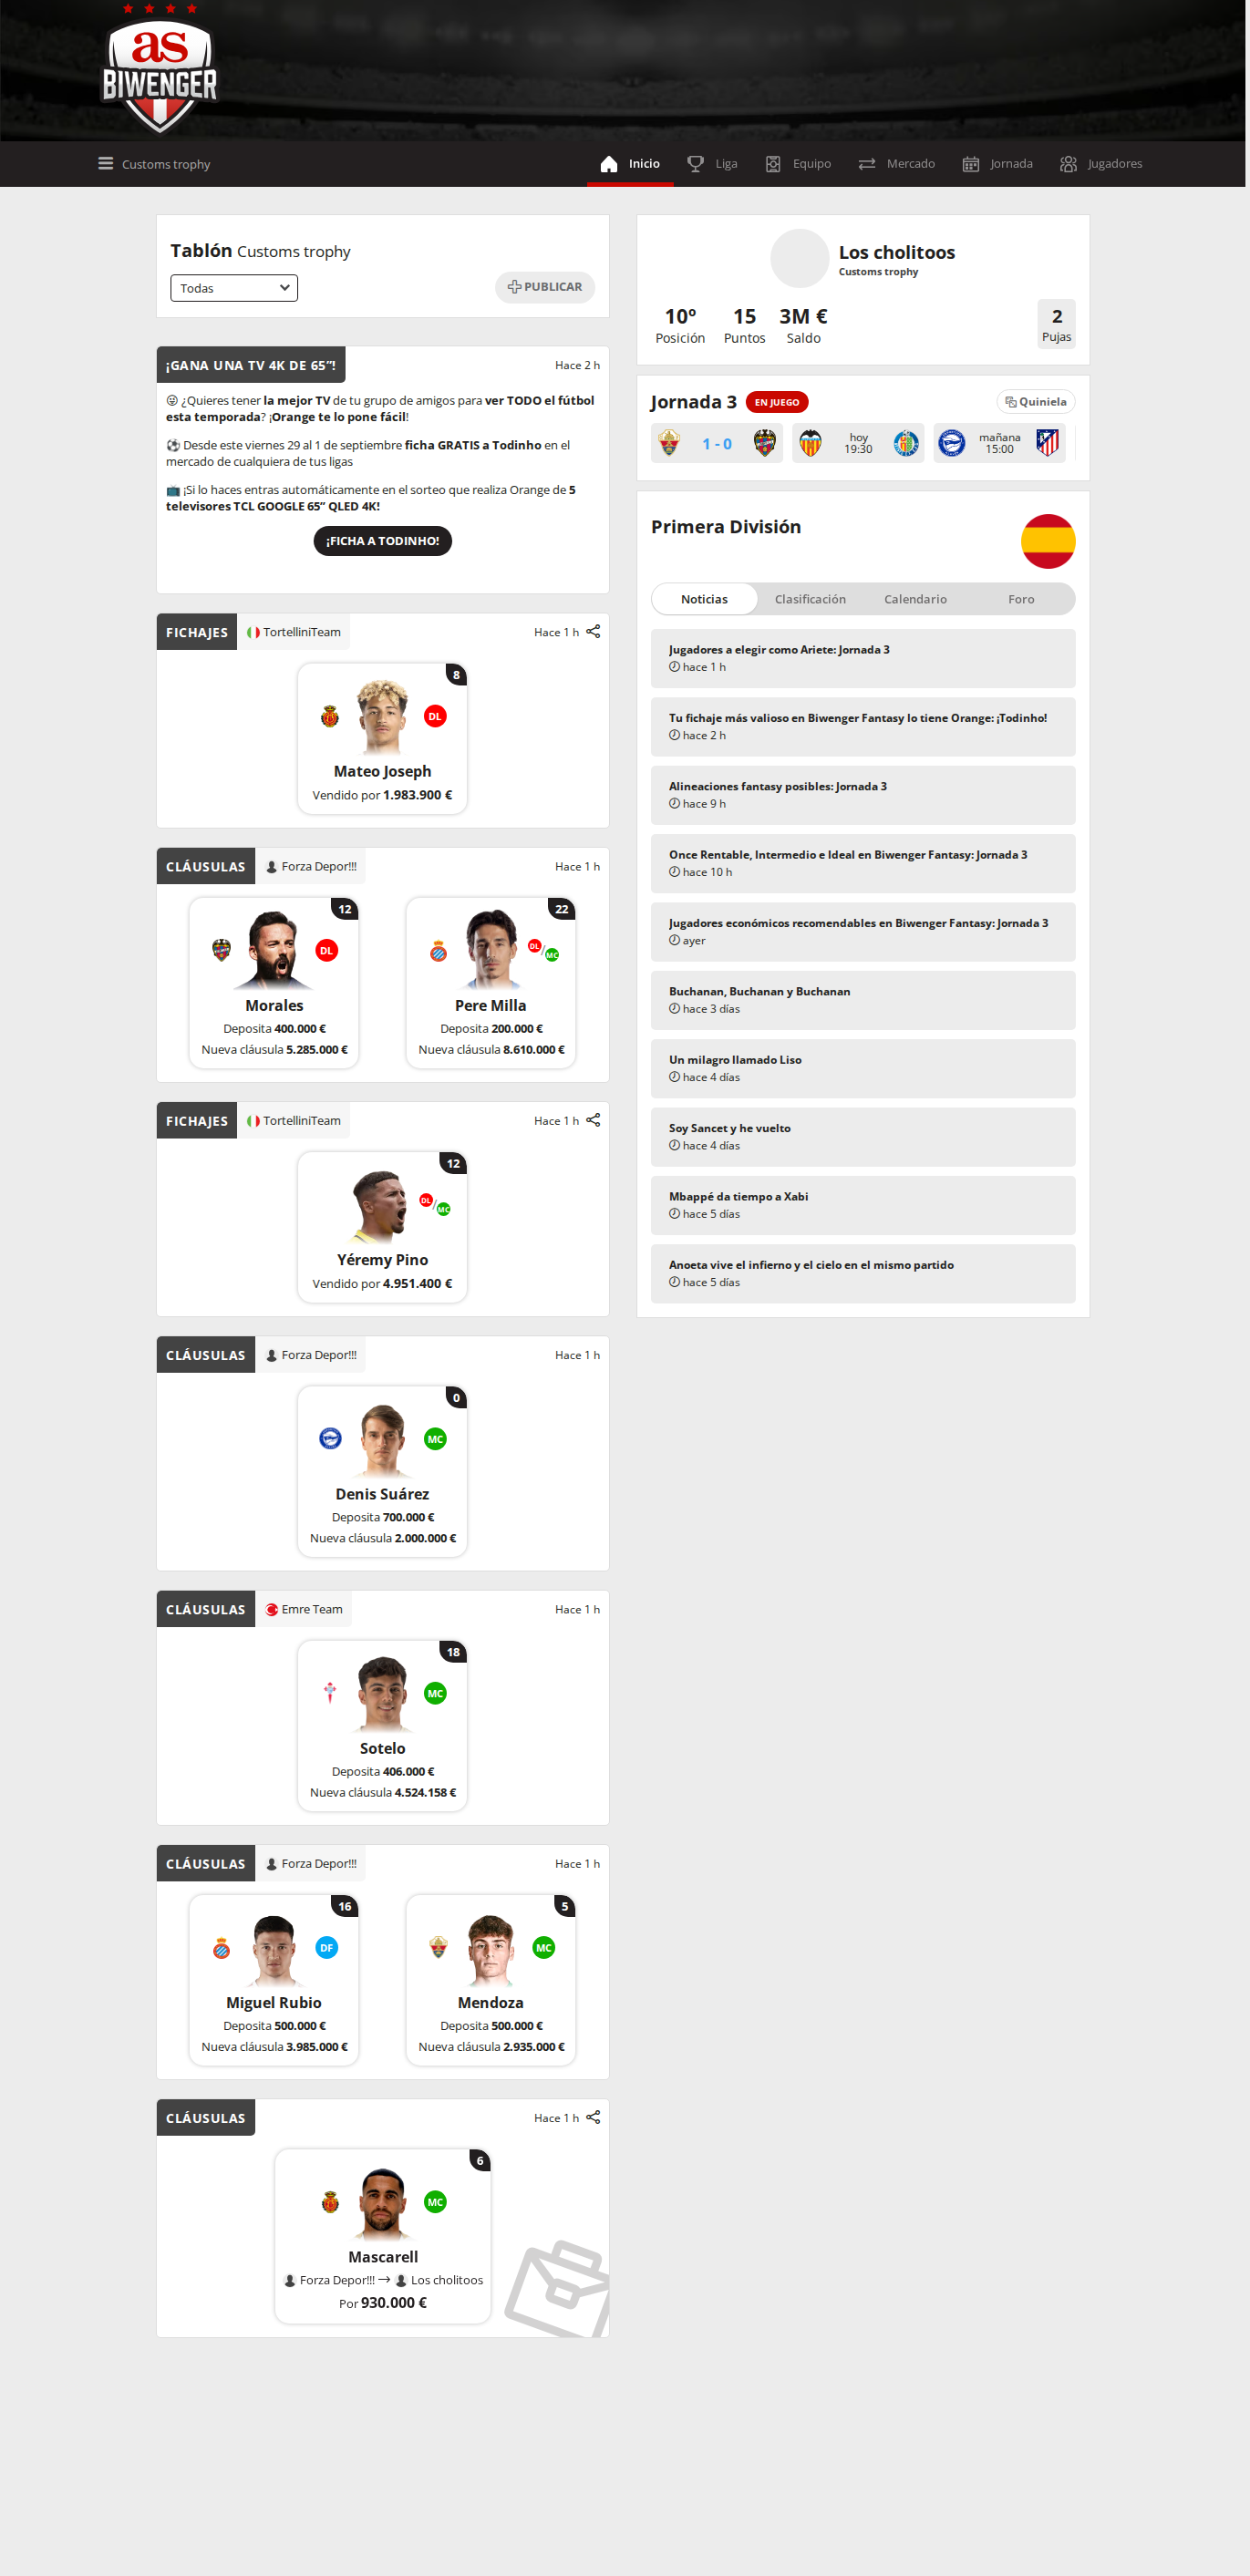 as
BIWENGER
Customs trophy
Inicio
Liga
Equipo
Mercado
Jornada
Jugadores
Tablón Customs trophy
Todas
PUBLICAR
¡GANA UNA TV 4K DE 65”!
Hace 2 h
😜 ¿Quieres tener la mejor TV de tu grupo de amigos para ver TODO el fútbol
esta temporada? ¡Orange te lo pone fácil!
⚽ Desde este viernes 29 al 1 de septiembre ficha GRATIS a Todinho en el
mercado de cualquiera de tus ligas
📺 ¡Si lo haces entras automáticamente en el sorteo que realiza Orange de 5
televisores TCL GOOGLE 65” QLED 4K!
¡FICHA A TODINHO!
FICHAJES
TortelliniTeam
Hace 1 h
8
DL
Mateo Joseph
Vendido por 1.983.900 €
CLÁUSULAS
Forza Depor!!!
Hace 1 h
12
DL
Morales
Deposita 400.000 €
Nueva cláusula 5.285.000 €
22
DL/MC
Pere Milla
Deposita 200.000 €
Nueva cláusula 8.610.000 €
FICHAJES
TortelliniTeam
Hace 1 h
12
DL/MC
Yéremy Pino
Vendido por 4.951.400 €
CLÁUSULAS
Forza Depor!!!
Hace 1 h
0
MC
Denis Suárez
Deposita 700.000 €
Nueva cláusula 2.000.000 €
CLÁUSULAS
Emre Team
Hace 1 h
18
MC
Sotelo
Deposita 406.000 €
Nueva cláusula 4.524.158 €
CLÁUSULAS
Forza Depor!!!
Hace 1 h
16
DF
Miguel Rubio
Deposita 500.000 €
Nueva cláusula 3.985.000 €
5
MC
Mendoza
Deposita 500.000 €
Nueva cláusula 2.935.000 €
CLÁUSULAS
Hace 1 h
6
MC
Mascarell
Forza Depor!!! → Los cholitoos
Por 930.000 €
Los cholitoos
Customs trophy
10º
Posición
15
Puntos
3M €
Saldo
2
Pujas
Jornada 3
EN JUEGO
Quiniela
1 - 0
hoy
19:30
mañana
15:00
Primera División
Noticias
Clasificación
Calendario
Foro
Jugadores a elegir como Ariete: Jornada 3
hace 1 h
Tu fichaje más valioso en Biwenger Fantasy lo tiene Orange: ¡Todinho!
hace 2 h
Alineaciones fantasy posibles: Jornada 3
hace 9 h
Once Rentable, Intermedio e Ideal en Biwenger Fantasy: Jornada 3
hace 10 h
Jugadores económicos recomendables en Biwenger Fantasy: Jornada 3
ayer
Buchanan, Buchanan y Buchanan
hace 3 días
Un milagro llamado Liso
hace 4 días
Soy Sancet y he vuelto
hace 4 días
Mbappé da tiempo a Xabi
hace 5 días
Anoeta vive el infierno y el cielo en el mismo partido
hace 5 días